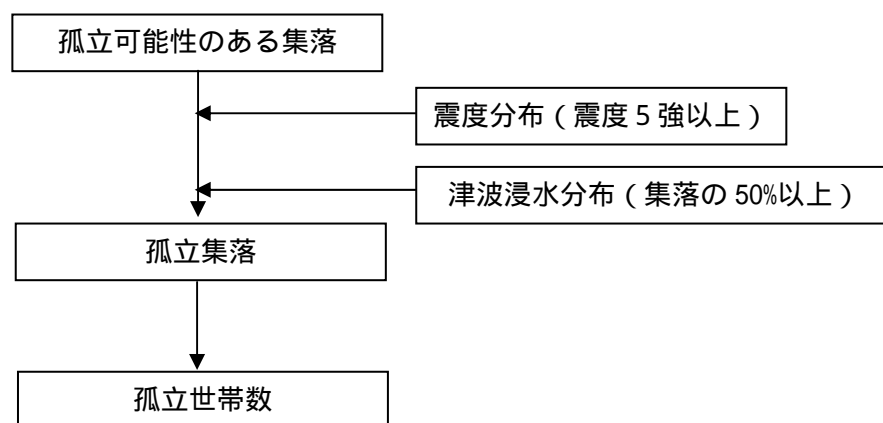 孤立可能性のある集落
震度分布（震度５強以上）
津波浸水分布（集落の 50%以上）
孤立集落
孤立世帯数